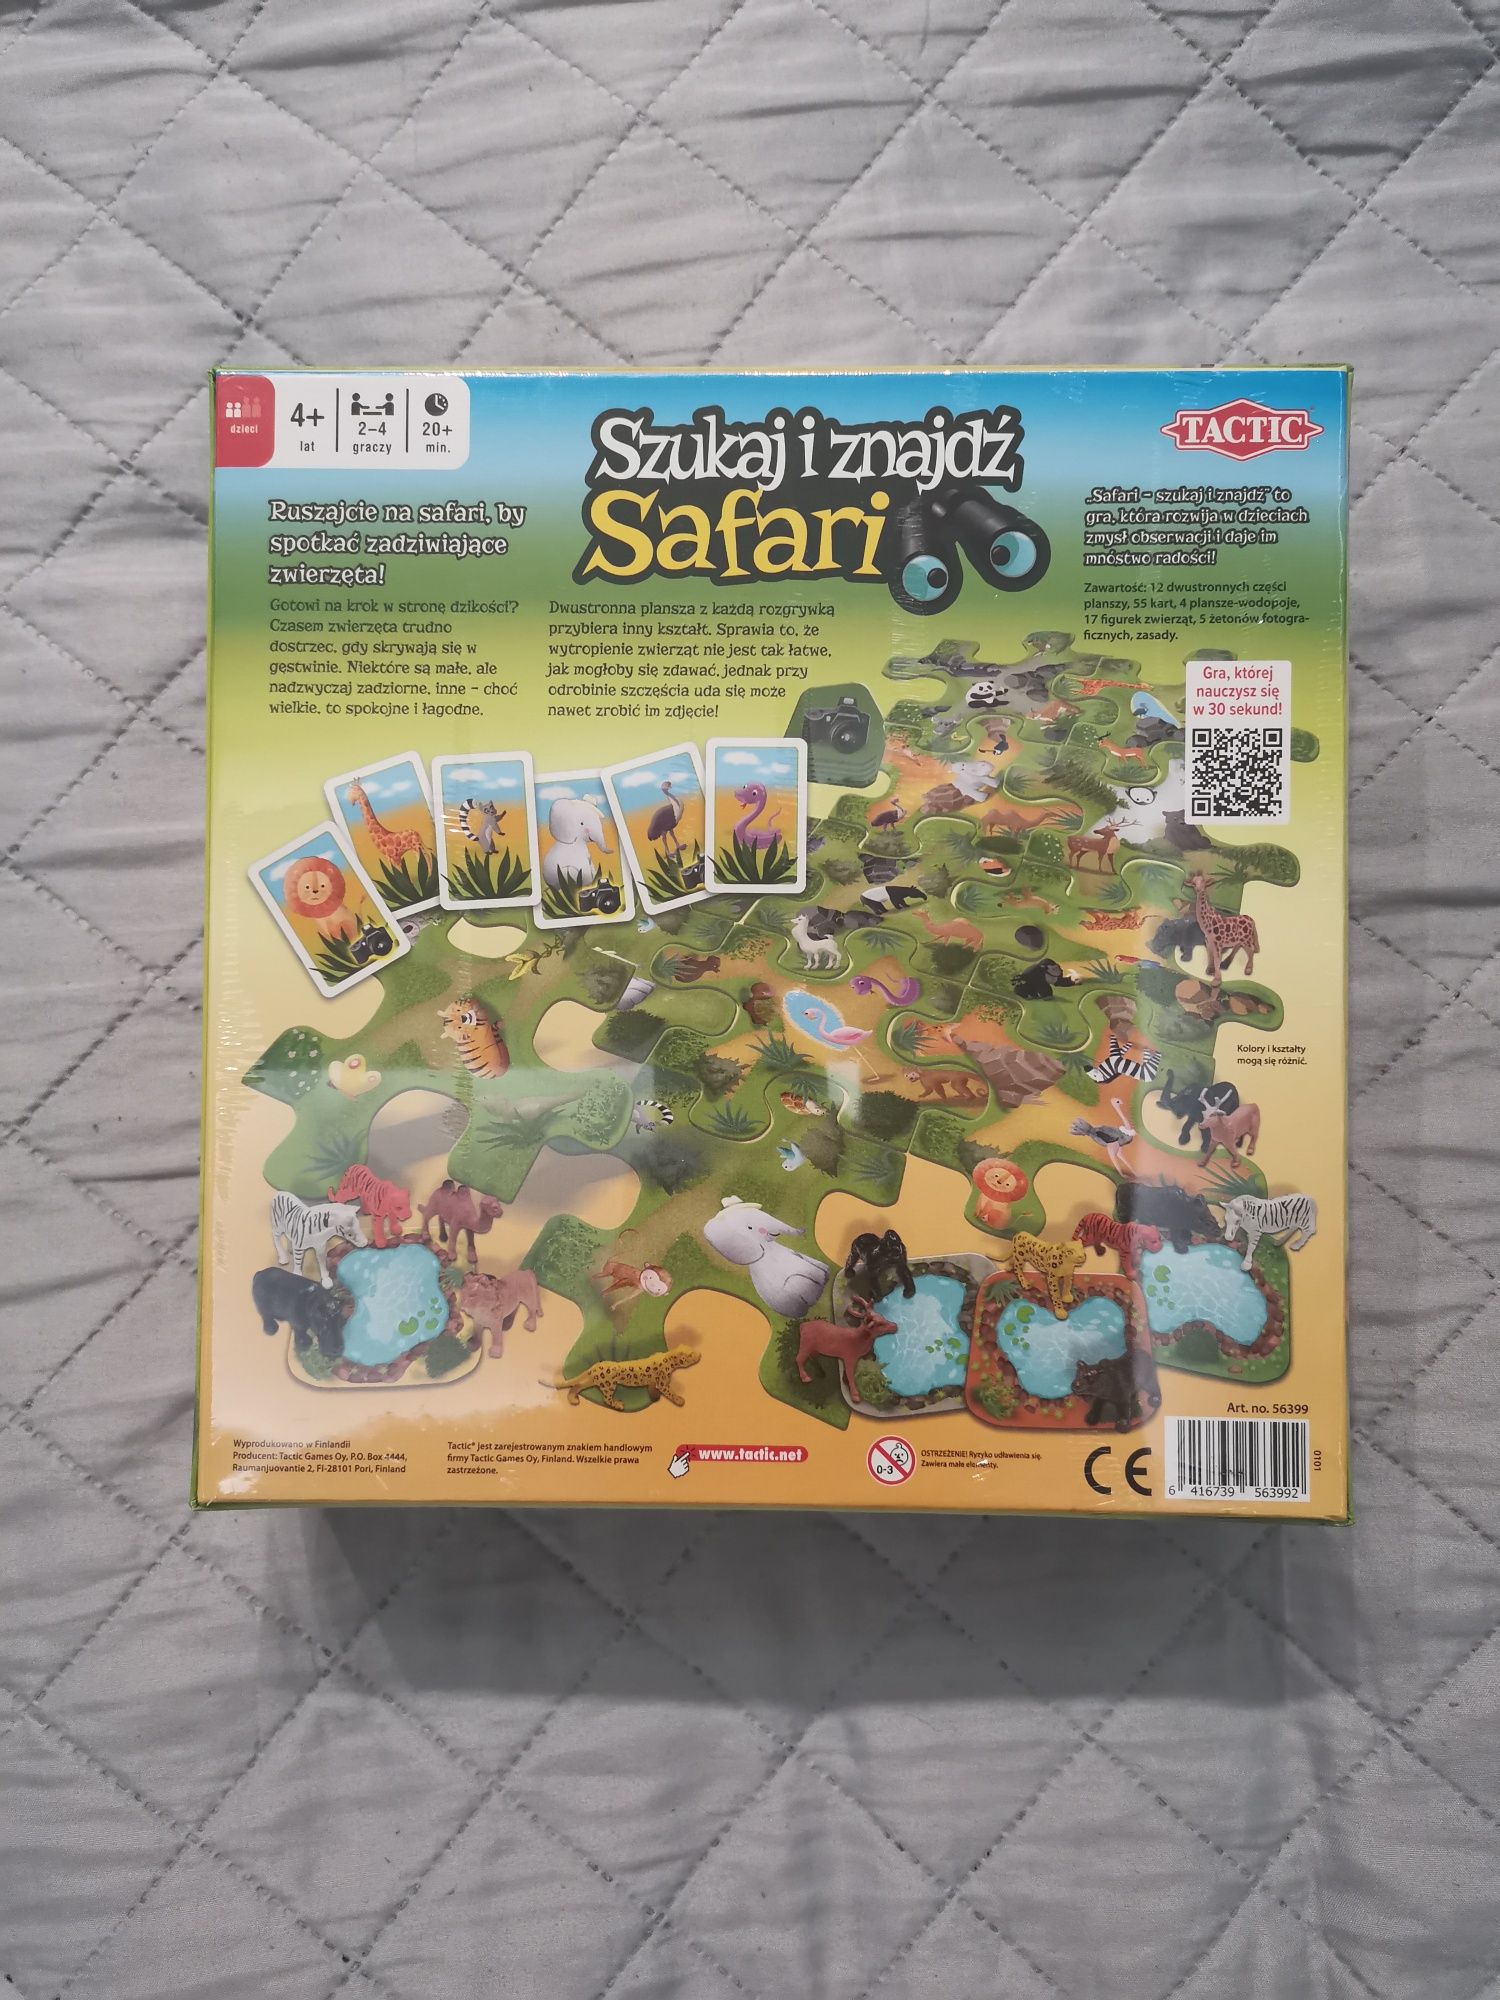 dzieci
4+
lat
2–4
graczy
20+
min.
Szukaj i znajdź
Safari
TACTIC
Ruszajcie na safari, by
spotkać zadziwiające
zwierzęta!
Gotowi na krok w stronę dzikości?
Czasem zwierzęta trudno
dostrzec, gdy skrywają się w
gęstwinie. Niektóre są małe, ale
nadzwyczaj zadziorne, inne – choć
wielkie, to spokojne i łagodne.
Dwustronna plansza z każdą rozgrywką
przybiera inny kształt. Sprawia to, że
wytropienie zwierząt nie jest tak łatwe,
jak mogłoby się zdawać, jednak przy
odrobinie szczęścia uda się może
nawet zrobić im zdjęcie!
„Safari – szukaj i znajdź” to
gra, która rozwija w dzieciach
zmysł obserwacji i daje im
mnóstwo radości!
Zawartość: 12 dwustronnych części
planszy, 55 kart, 4 plansze-wodopoje,
17 figurek zwierząt, 5 żetonów fotogra-
ficznych, zasady.
Gra, której
nauczysz się
w 30 sekund!
Kolory i kształty
mogą się różnić.
Art. no. 56399
Wyprodukowano w Finlandii
Producent: Tactic Games Oy, P.O. Box 4444,
Raumanjuovantie 2, FI-28101 Pori, Finland
Tactic® jest zarejestrowanym znakiem handlowym
firmy Tactic Games Oy, Finland. Wszelkie prawa
zastrzeżone.
www.tactic.net
0-3
OSTRZEŻENIE! Ryzyko udławienia się.
Zawiera małe elementy.
CE
6 416739 563992
0101